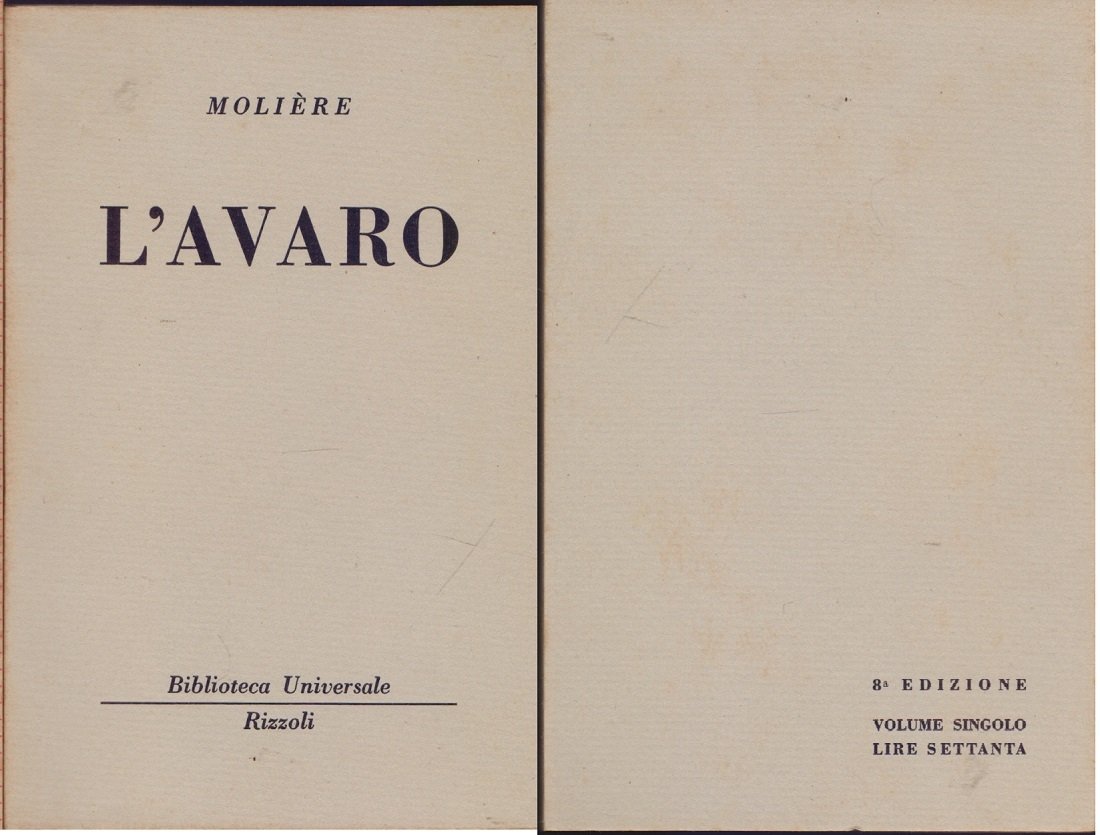 MOLIÈRE
L'AVARO
Biblioteca Universale
Rizzoli
8ª EDIZIONE
VOLUME SINGOLO
LIRE SETTANTA